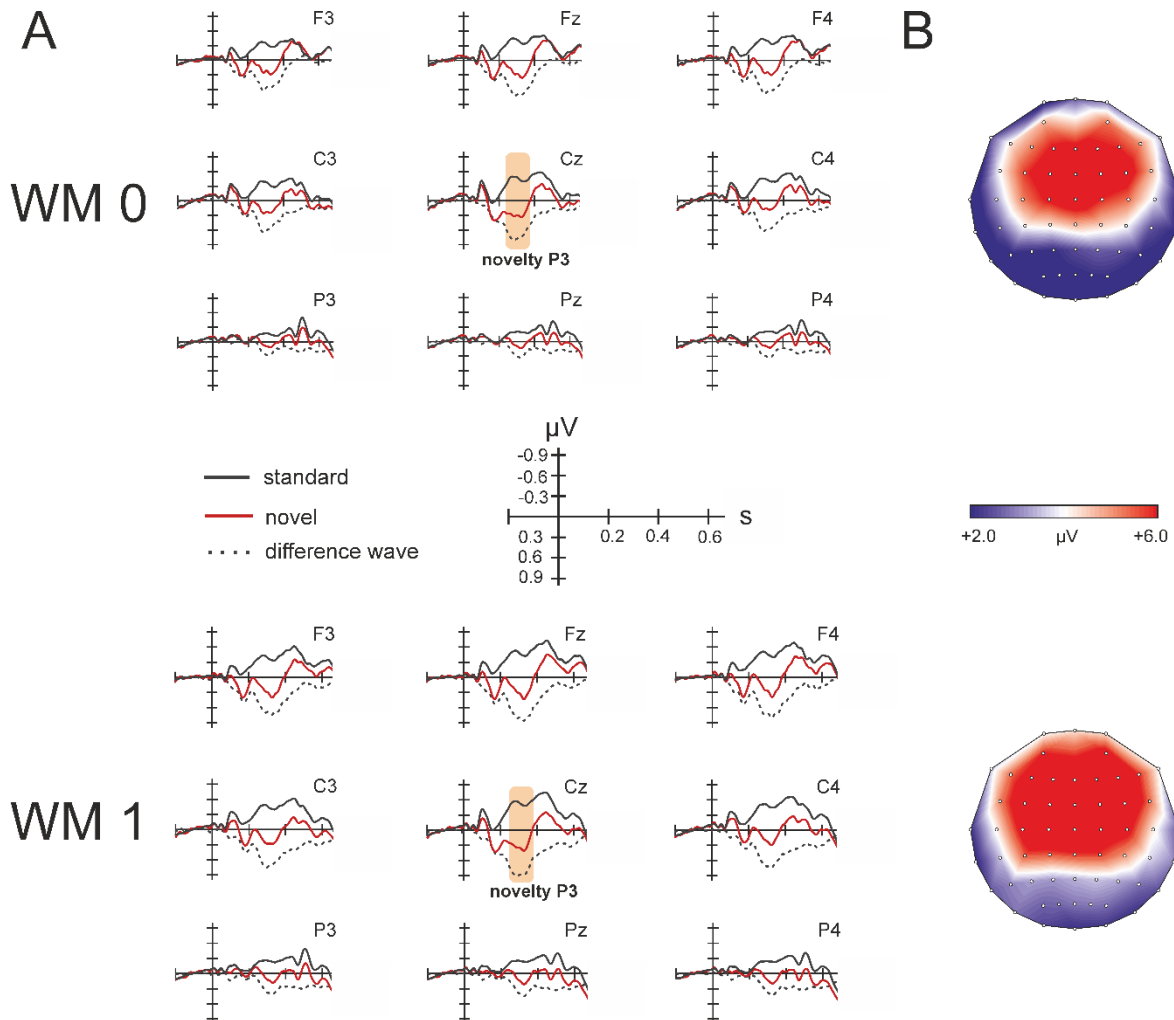 A
B
F3
Fz
F4
WM 0
C3
Cz
C4
novelty P3
P3
Pz
P4
µV
-0.9
-0.6
-0.3
s
0.2 0.4 0.6
0.3
0.6
0.9
standard
novel
difference wave
+2.0 µV +6.0
F3
Fz
F4
WM 1
C3
Cz
C4
novelty P3
P3
Pz
P4